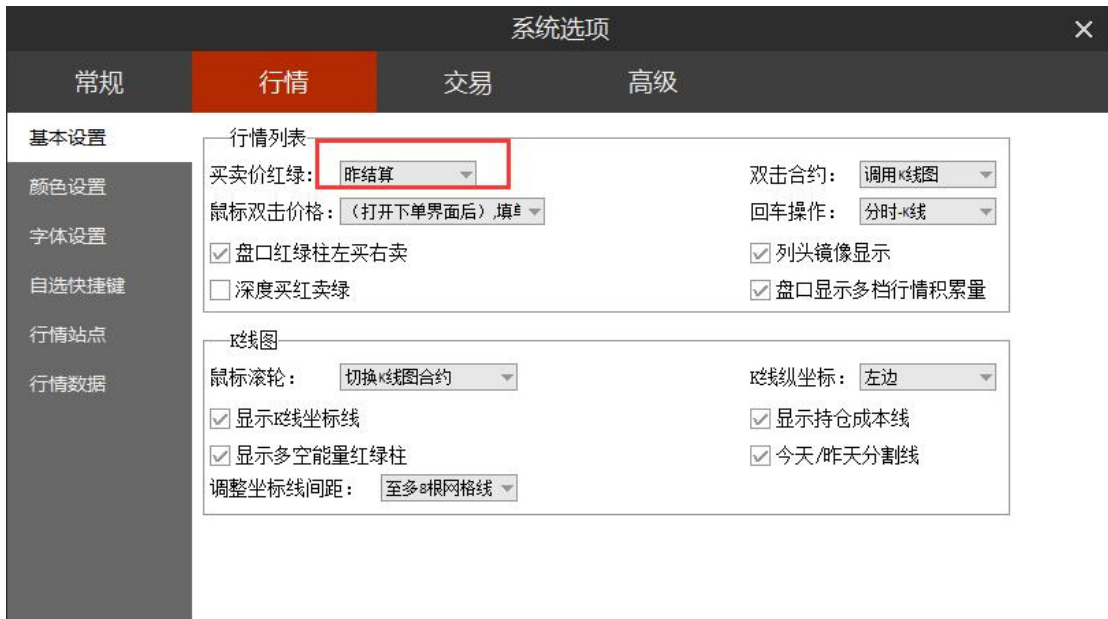 系统选项
常规 行情 交易 高级
基本设置
颜色设置
字体设置
自选快捷键
行情站点
行情数据
行情列表
买卖价红绿： 昨结算 双击合约： 调用K线图
鼠标双击价格： （打开下单界面后）,填单 回车操作： 分时-K线
盘口红绿柱左买右卖 列头镜像显示
深度买红卖绿 盘口显示多档行情积累量
K线图
鼠标滚轮： 切换K线图合约 K线纵坐标： 左边
显示K线坐标线 显示持仓成本线
显示多空能量红绿柱 今天/昨天分割线
调整坐标线间距： 至多8根网格线